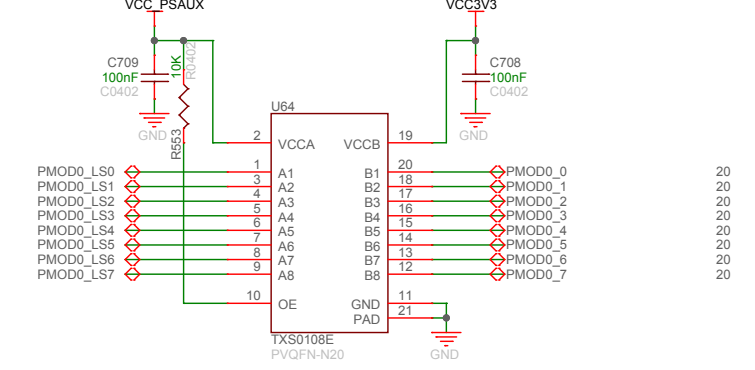 VCC_PSAUX
VCC3V3
C709
100nF
C0402
10K
R0402
R553
GND
C708
100nF
C0402
GND
U64
2 VCCA VCCB 19
PMOD0_LS0 1 A1 B1 20 PMOD0_0 20
PMOD0_LS1 3 A2 B2 18 PMOD0_1 20
PMOD0_LS2 4 A3 B3 17 PMOD0_2 20
PMOD0_LS3 5 A4 B4 16 PMOD0_3 20
PMOD0_LS4 6 A5 B5 15 PMOD0_4 20
PMOD0_LS5 7 A6 B6 14 PMOD0_5 20
PMOD0_LS6 8 A7 B7 13 PMOD0_6 20
PMOD0_LS7 9 A8 B8 12 PMOD0_7 20
10 OE GND 11
PAD 21
TXS0108E
PVQFN-N20
GND